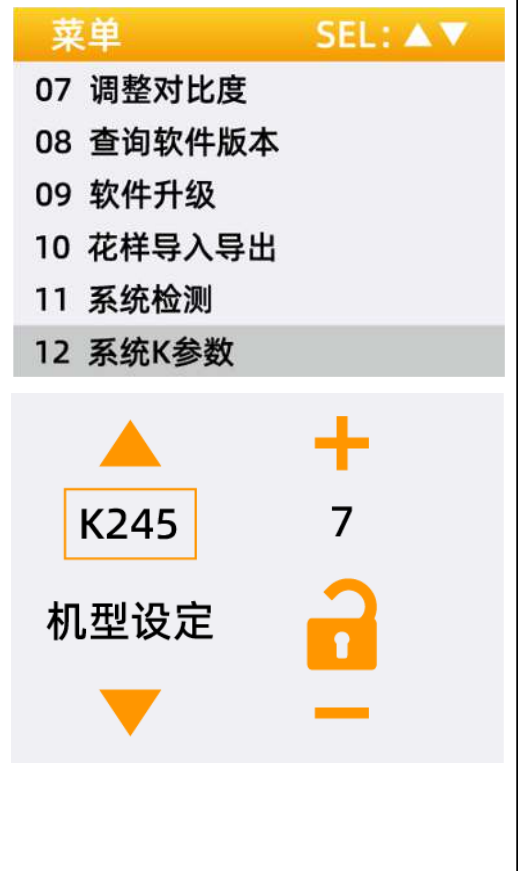 菜单 SEL: ▲▼
07 调整对比度
08 查询软件版本
09 软件升级
10 花样导入导出
11 系统检测
12 系统K参数
K245 7
机型设定